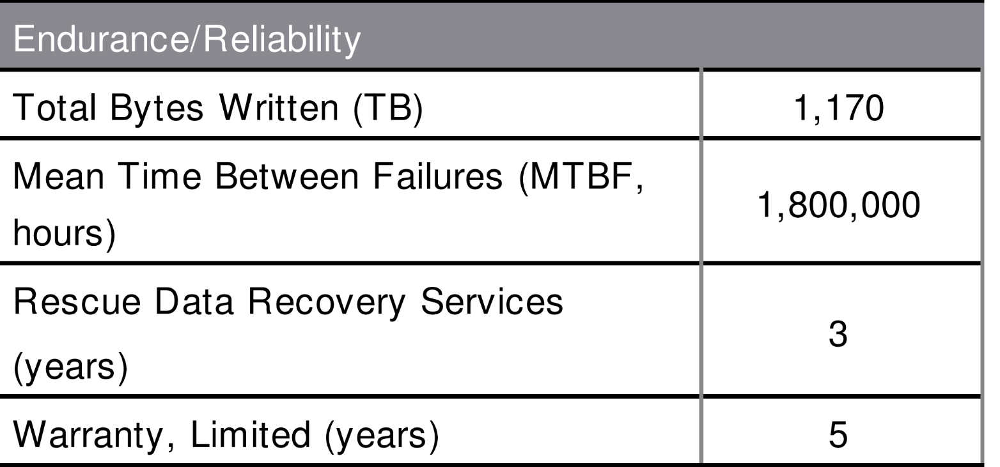 Endurance/Reliability
Total Bytes Written (TB) 1,170
Mean Time Between Failures (MTBF,
hours) 1,800,000
Rescue Data Recovery Services
(years) 3
Warranty, Limited (years) 5